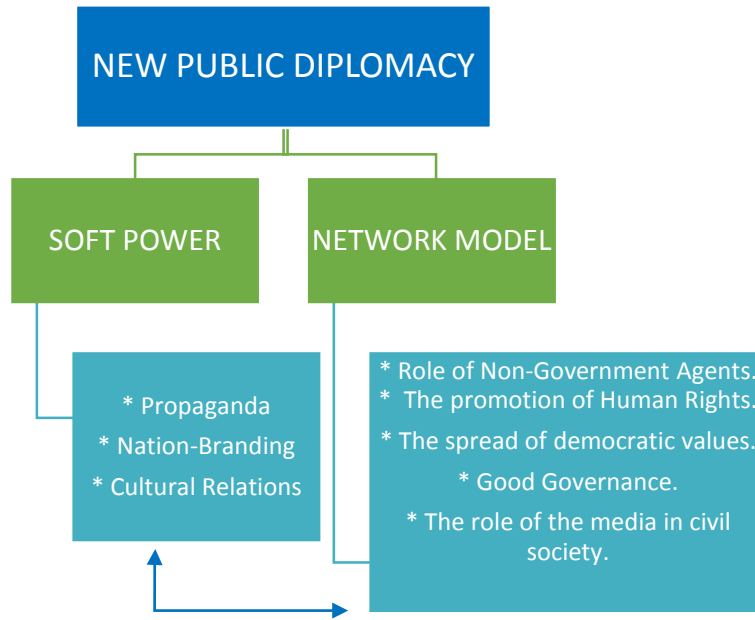 NEW PUBLIC DIPLOMACY
SOFT POWER
NETWORK MODEL
* Propaganda
* Nation-Branding
* Cultural Relations
* Role of Non-Government Agents.
* The promotion of Human Rights.
* The spread of democratic values.
* Good Governance.
* The role of the media in civil
society.